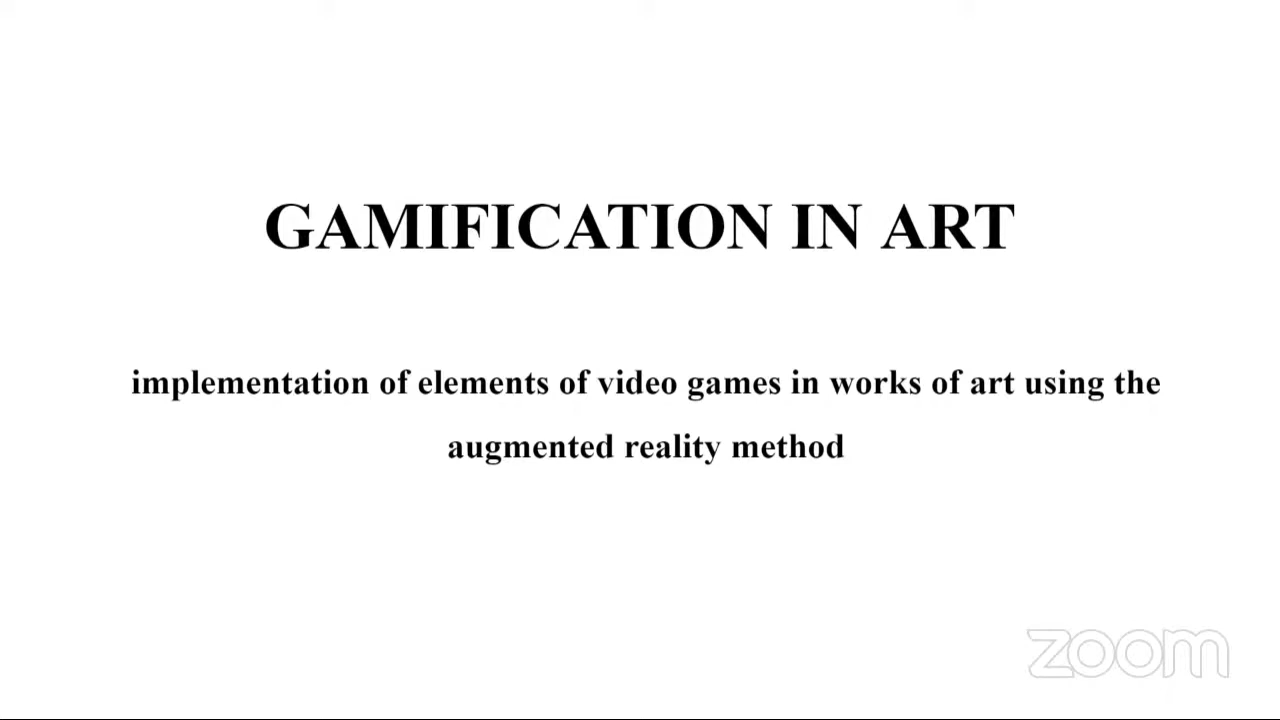 GAMIFICATION IN ART
implementation of elements of video games in works of art using the
augmented reality method
zoom